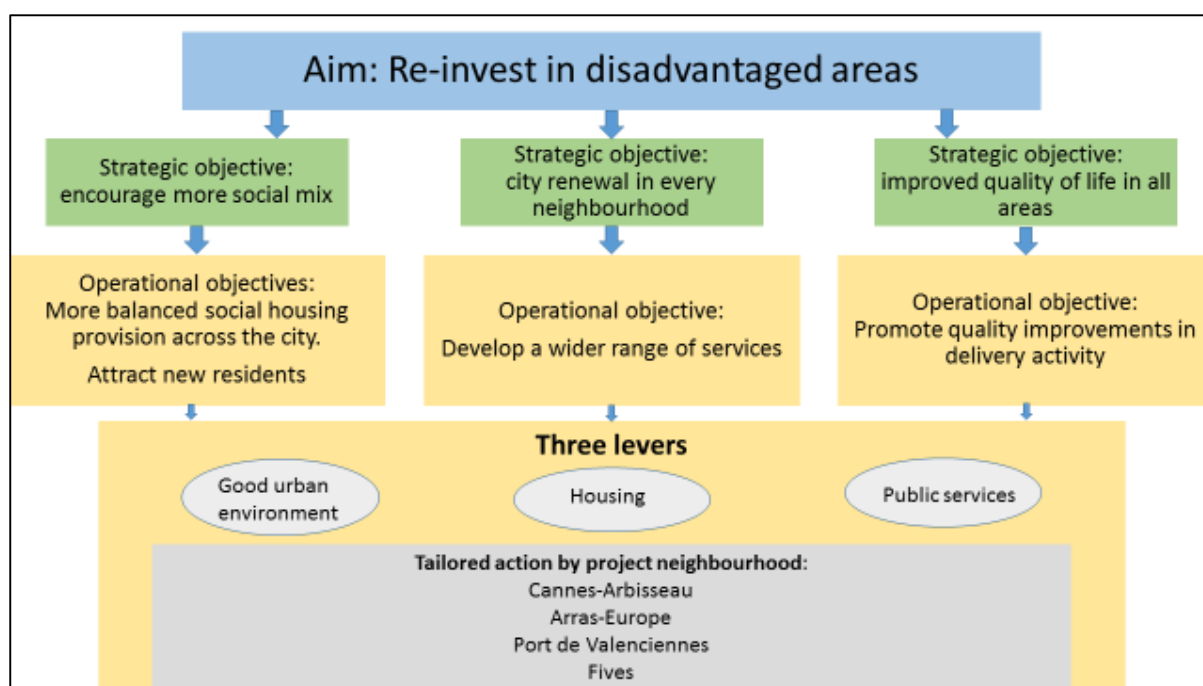 Aim: Re-invest in disadvantaged areas
Strategic objective:
encourage more social mix
Strategic objective:
city renewal in every
neighbourhood
Strategic objective:
improved quality of life in all
areas
Operational objectives:
More balanced social housing
provision across the city.
Attract new residents
Operational objective:
Develop a wider range of services
Operational objective:
Promote quality improvements in
delivery activity
Three levers
Good urban
environment
Housing
Public services
Tailored action by project neighbourhood:
Cannes-Arbisseau
Arras-Europe
Port de Valenciennes
Fives